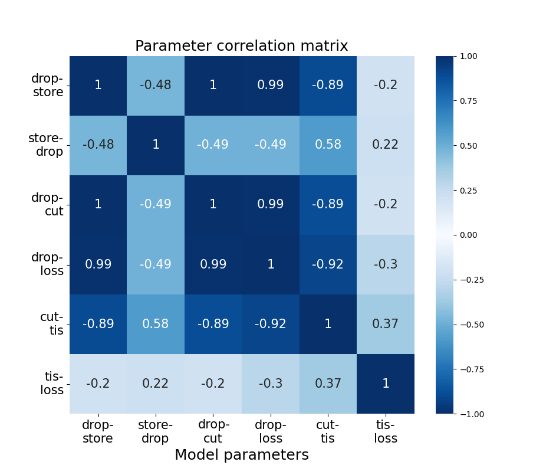 Parameter correlation matrix
drop-
store
1 -0.48 1 0.99 -0.89 -0.2
store-
drop
-0.48 1 -0.49 -0.49 0.58 0.22
drop-
cut
1 -0.49 1 0.99 -0.89 -0.2
drop-
loss
0.99 -0.49 0.99 1 -0.92 -0.3
cut-
tis
-0.89 0.58 -0.89 -0.92 1 0.37
tis-
loss
-0.2 0.22 -0.2 -0.3 0.37 1
drop- store- drop- drop- cut- tis-
store drop cut loss tis loss
Model parameters
1.00
0.75
0.50
0.25
0.00
−0.25
−0.50
−0.75
−1.00